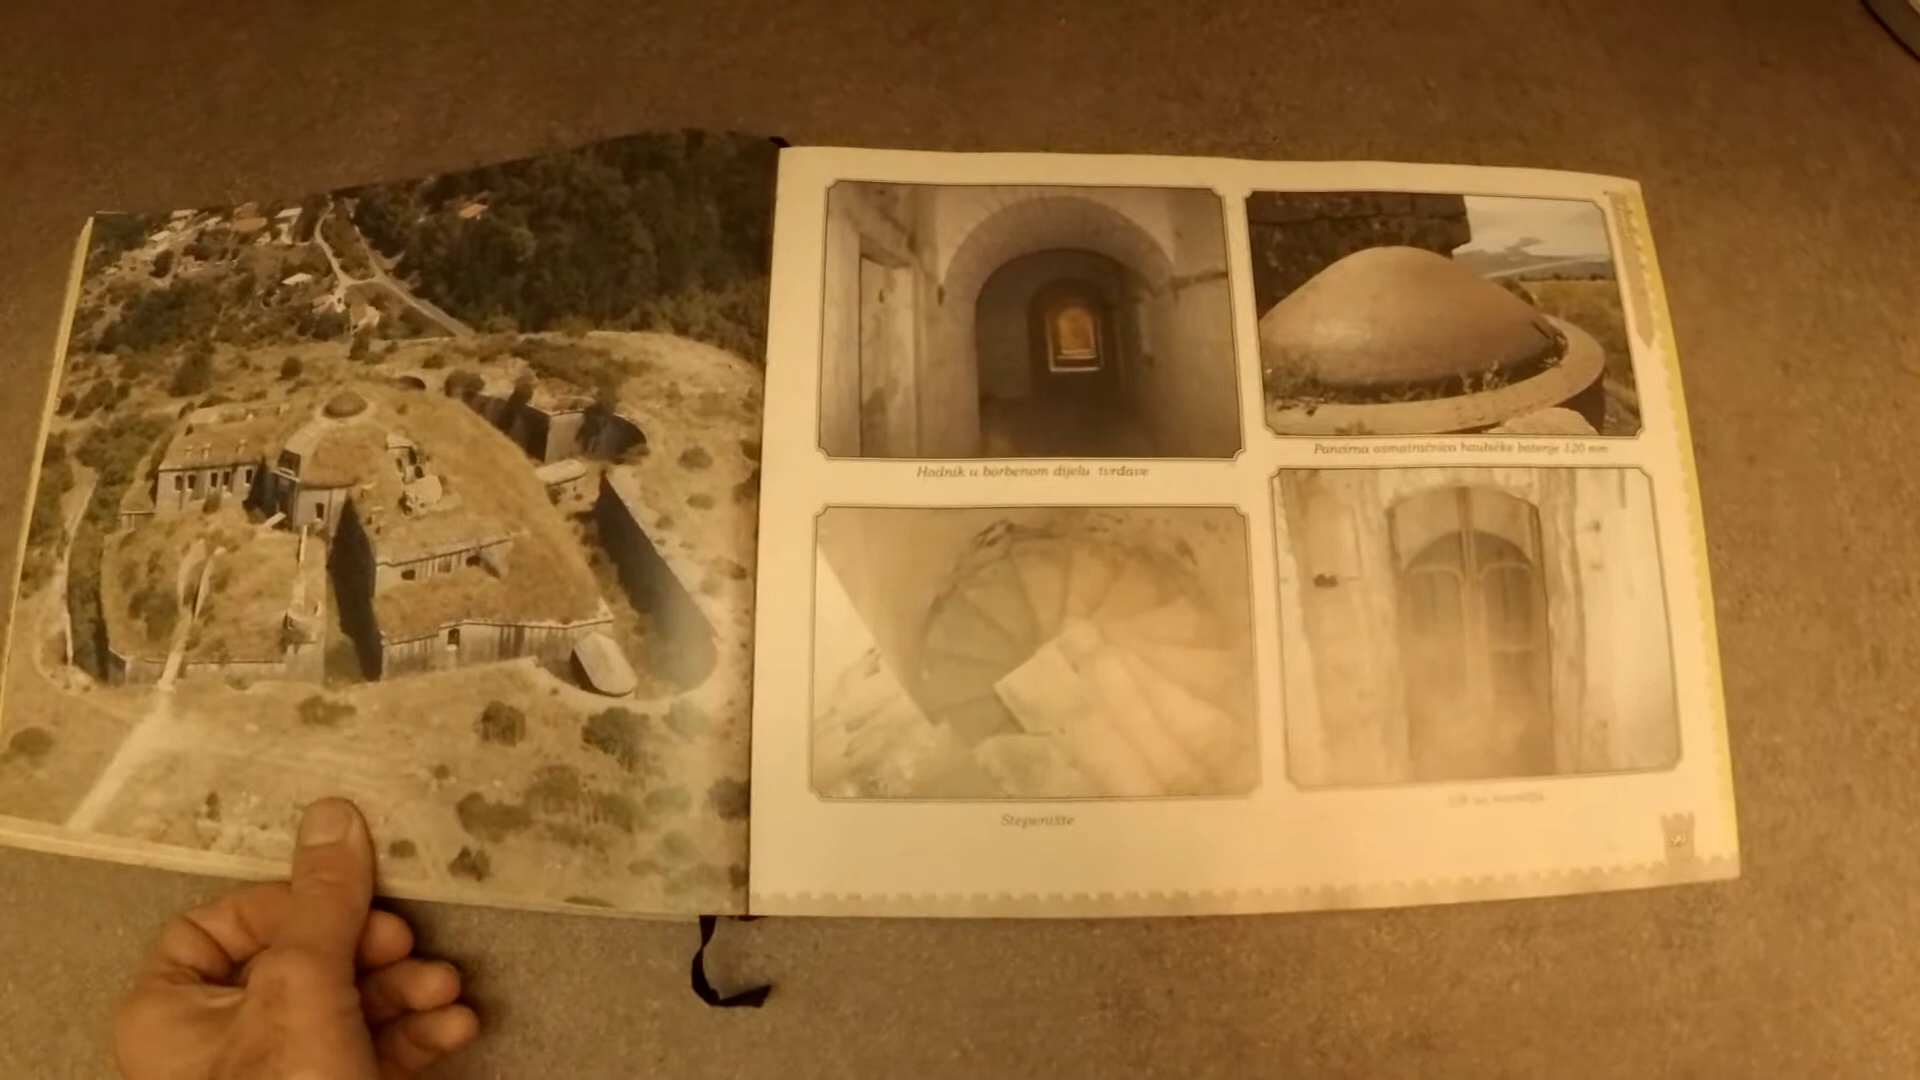 Hodnik u borbenom dijelu tvrđave
Pancirna osmatračnica haubičke baterije 120 mm
Stepenište